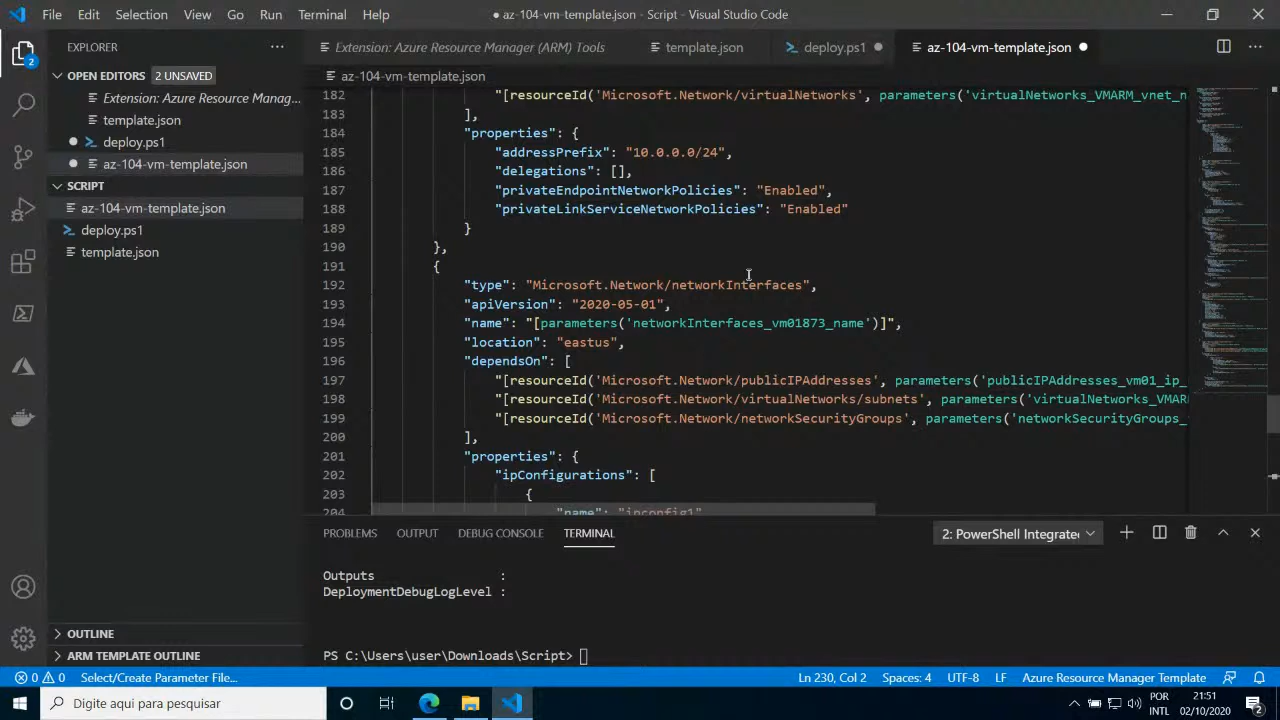 File Edit Selection View Go Run Terminal Help
● az-104-vm-template.json - Script - Visual Studio Code
EXPLORER ···
Extension: Azure Resource Manager (ARM) Tools
template.json
deploy.ps1 ●
az-104-vm-template.json ●
2
OPEN EDITORS 2 UNSAVED
Extension: Azure Resource Manag...
template.json
● deploy.ps1
● az-104-vm-template.json
SCRIPT
az-104-vm-template.json
deploy.ps1
template.json
OUTLINE
ARM TEMPLATE OUTLINE
az-104-vm-template.json
182 "[resourceId('Microsoft.Network/virtualNetworks', parameters('virtualNetworks_VMARM_vnet_n
183 ],
184 "properties": {
185 "addressPrefix": "10.0.0.0/24",
186 "delegations": [],
187 "privateEndpointNetworkPolicies": "Enabled",
188 "privateLinkServiceNetworkPolicies": "Enabled"
189 }
190 },
191 {
192 "type": "Microsoft.Network/networkInterfaces",
193 "apiVersion": "2020-05-01",
194 "name": "[parameters('networkInterfaces_vm01873_name')]",
195 "location": "eastus",
196 "dependsOn": [
197 "[resourceId('Microsoft.Network/publicIPAddresses', parameters('publicIPAddresses_vm01_ip_
198 "[resourceId('Microsoft.Network/virtualNetworks/subnets', parameters('virtualNetworks_VMAR
199 "[resourceId('Microsoft.Network/networkSecurityGroups', parameters('networkSecurityGroups_
200 ],
201 "properties": {
202 "ipConfigurations": [
203 {
204 "name": "ipconfig1"
PROBLEMS OUTPUT DEBUG CONSOLE TERMINAL
2: PowerShell Integrate
Outputs :
DeploymentDebugLogLevel :
PS C:\Users\user\Downloads\Script>
0 0 Select/Create Parameter File...
Ln 230, Col 2 Spaces: 4 UTF-8 LF Azure Resource Manager Template
Digite aqui para pesquisar
POR
INTL
21:51
02/10/2020
2